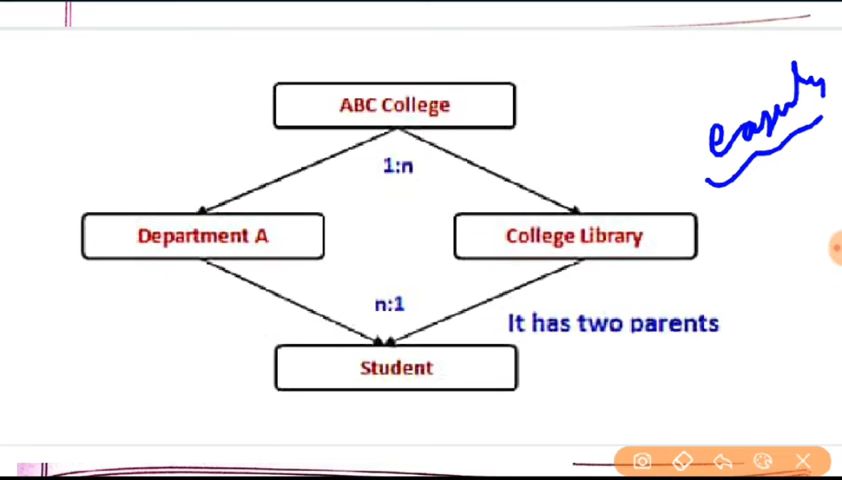 ABC College
1:n
Department A
College Library
n:1
It has two parents
Student